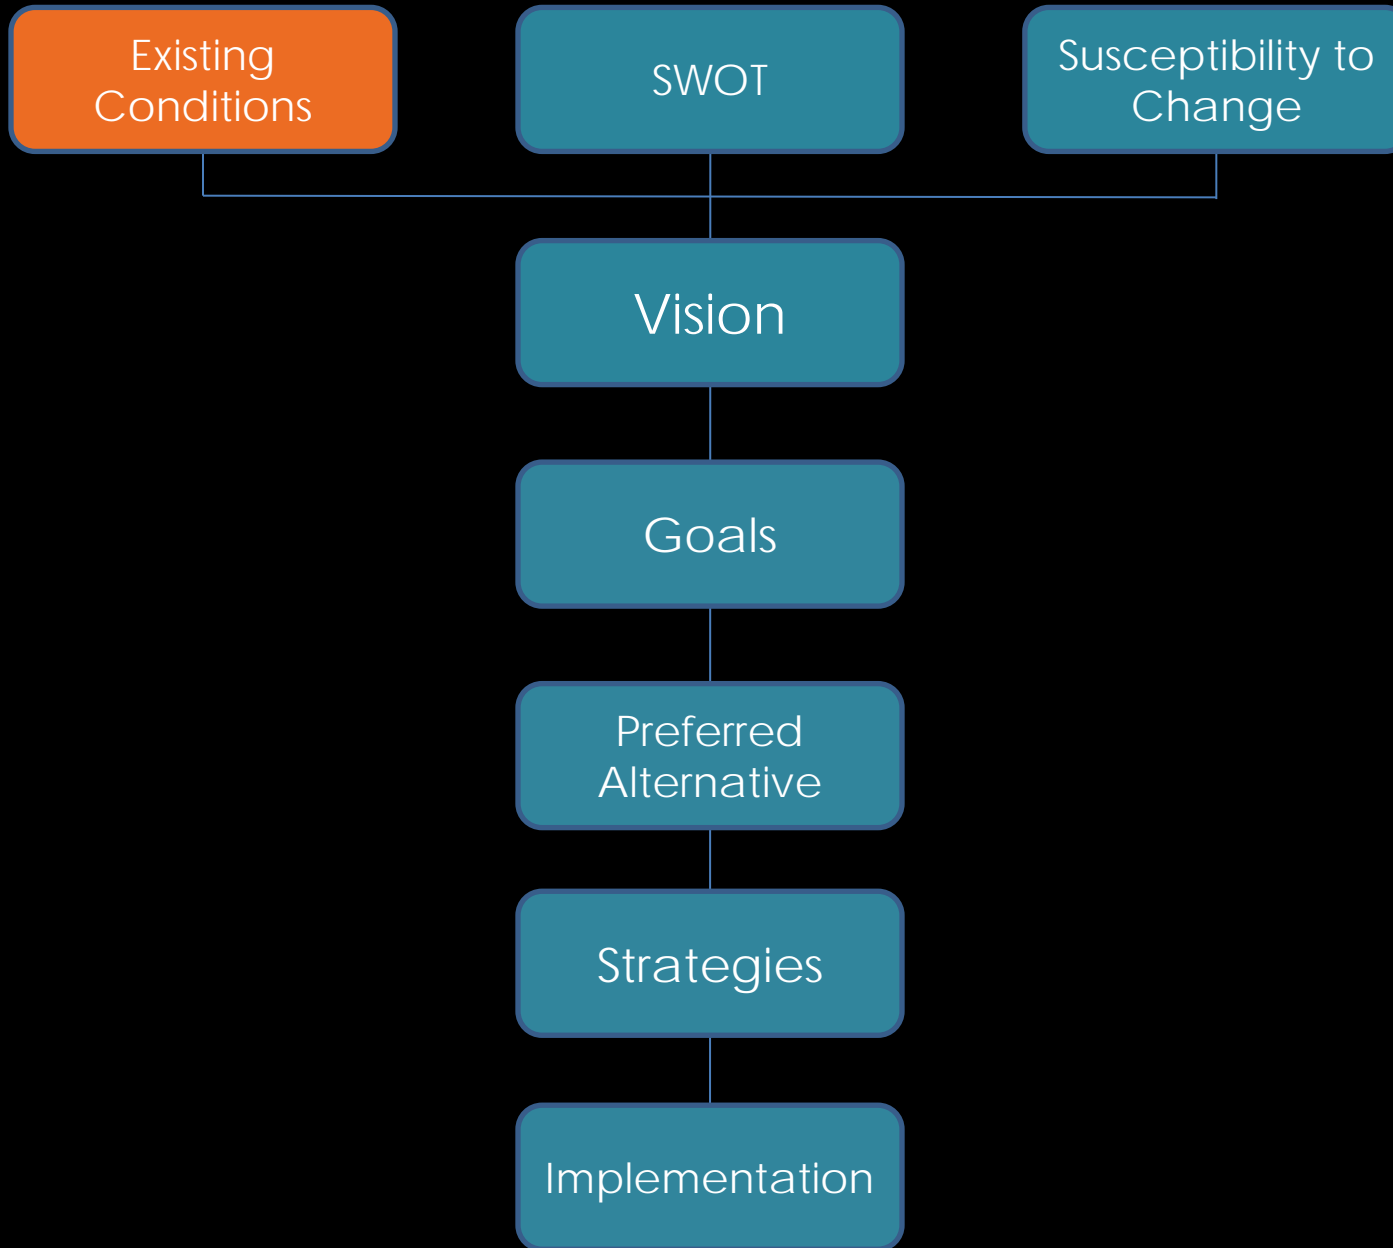 Existing
Conditions
SWOT
Susceptibility to
Change
Vision
Goals
Preferred
Alternative
Strategies
Implementation